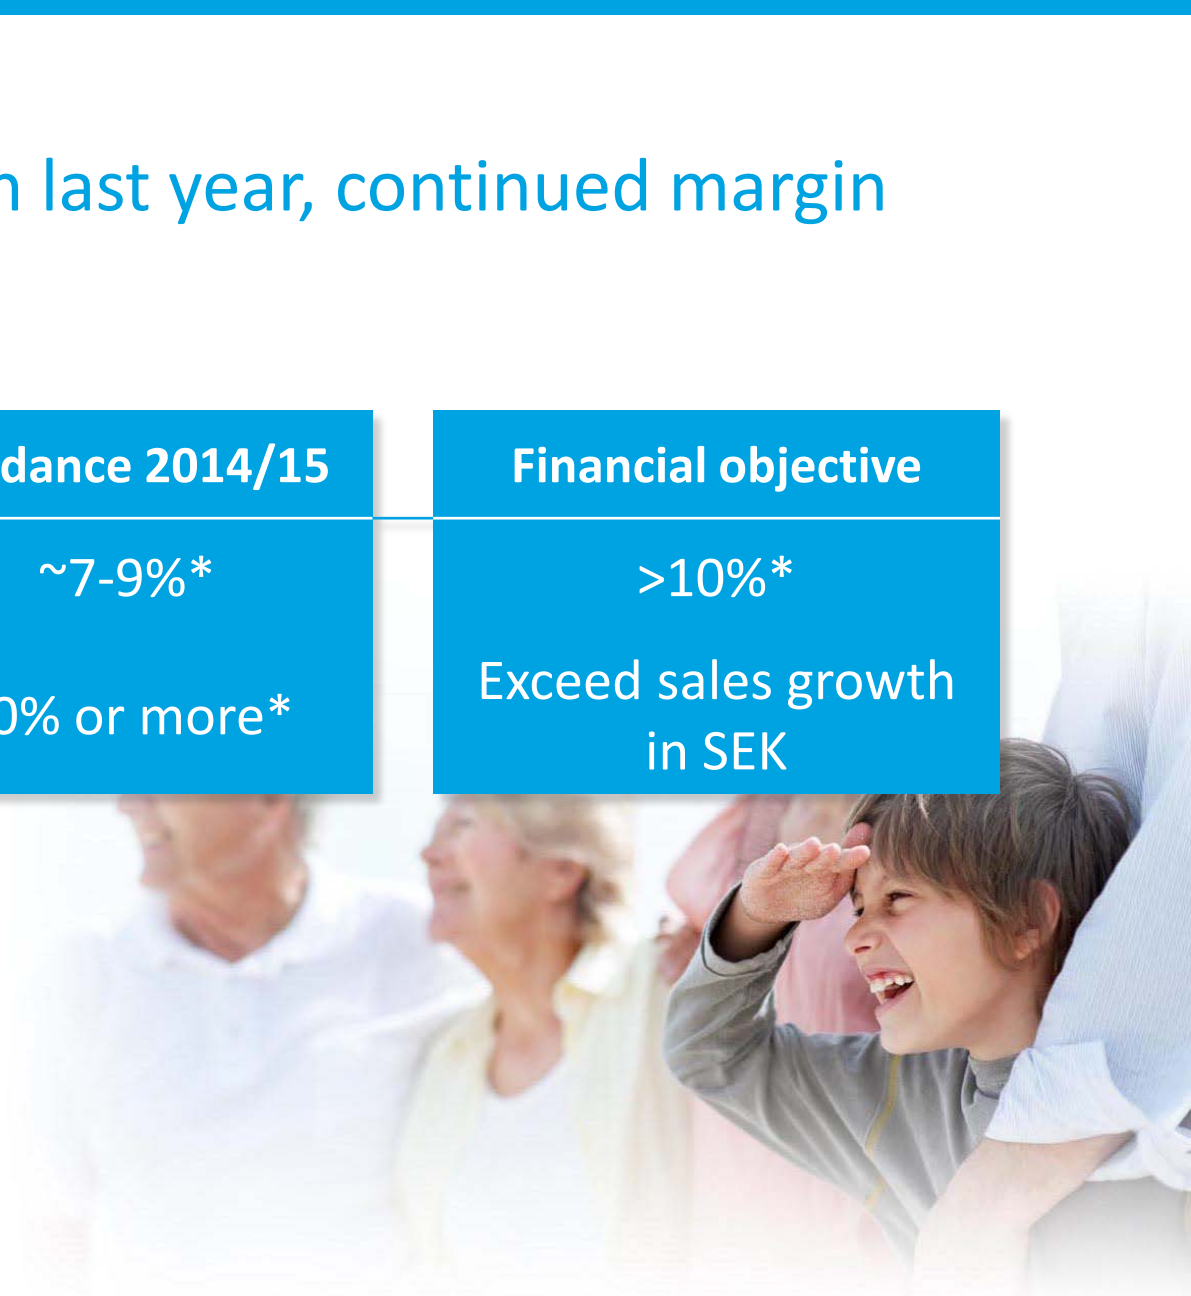 last year, continued margin
2014/15
Financial objective
~7-9%*
>10%*
Exceed sales growth
0% or more*
in SEK